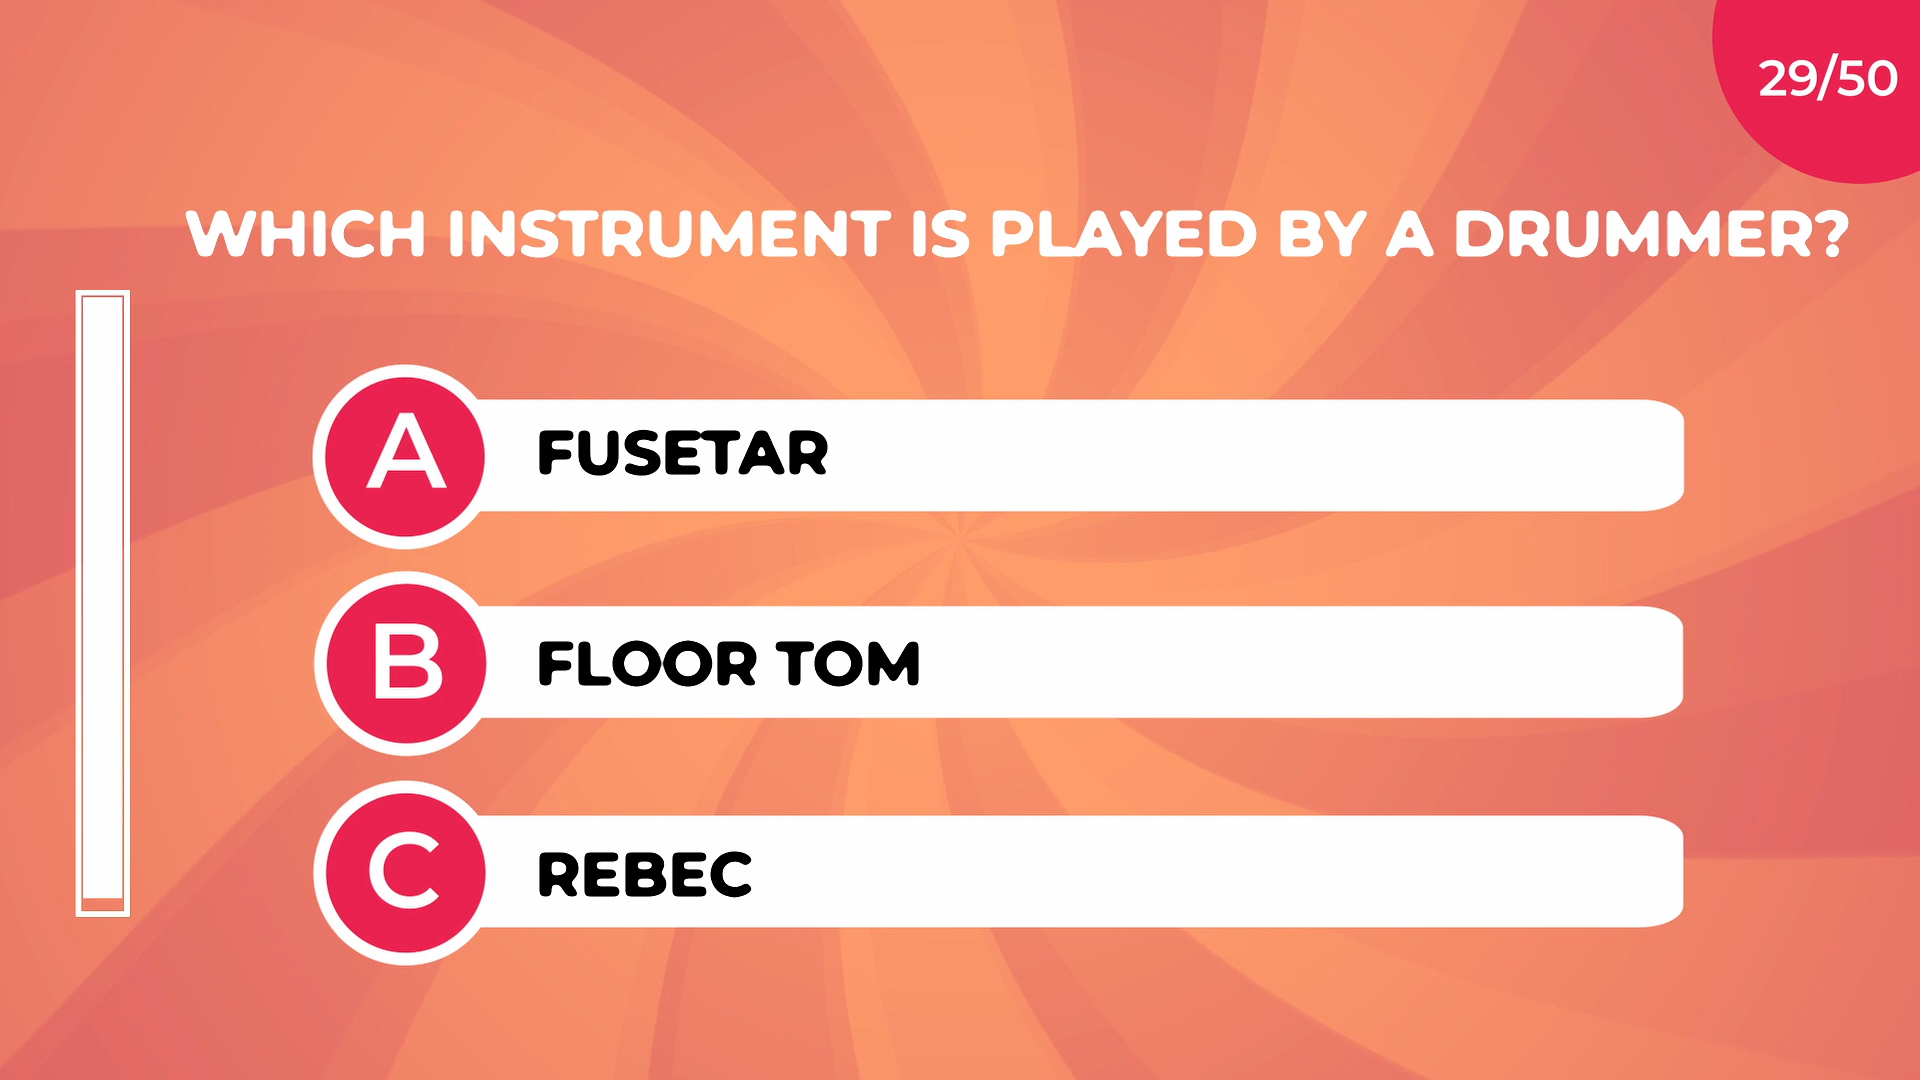 29/50
WHICH INSTRUMENT IS PLAYED BY A DRUMMER?
A FUSETAR
B FLOOR TOM
C REBEC